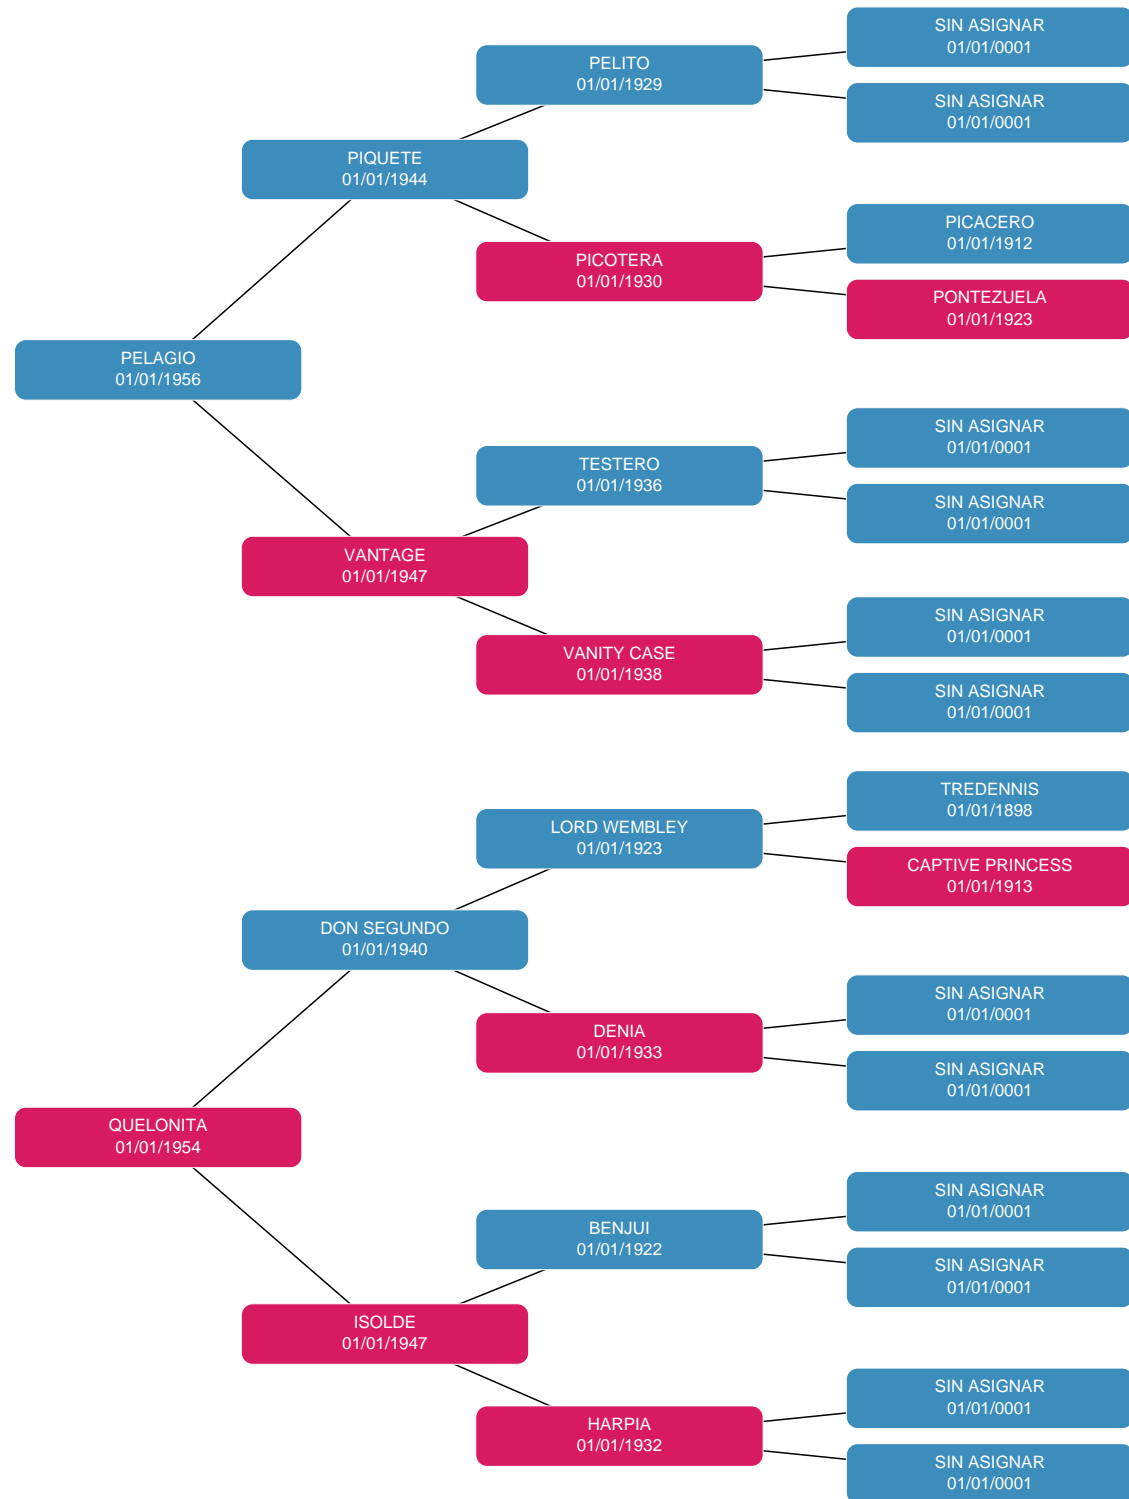 SIN ASIGNAR
01/01/0001
PELITO
01/01/1929
SIN ASIGNAR
01/01/0001
PIQUETE
01/01/1944
PICACERO
01/01/1912
PICOTERA
01/01/1930
PONTEZUELA
01/01/1923
PELAGIO
01/01/1956
SIN ASIGNAR
01/01/0001
TESTERO
01/01/1936
SIN ASIGNAR
01/01/0001
VANTAGE
01/01/1947
SIN ASIGNAR
01/01/0001
VANITY CASE
01/01/1938
SIN ASIGNAR
01/01/0001
TREDENNIS
01/01/1898
LORD WEMBLEY
01/01/1923
CAPTIVE PRINCESS
01/01/1913
DON SEGUNDO
01/01/1940
SIN ASIGNAR
01/01/0001
DENIA
01/01/1933
SIN ASIGNAR
01/01/0001
QUELONITA
01/01/1954
SIN ASIGNAR
01/01/0001
BENJUI
01/01/1922
SIN ASIGNAR
01/01/0001
ISOLDE
01/01/1947
SIN ASIGNAR
01/01/0001
HARPIA
01/01/1932
SIN ASIGNAR
01/01/0001